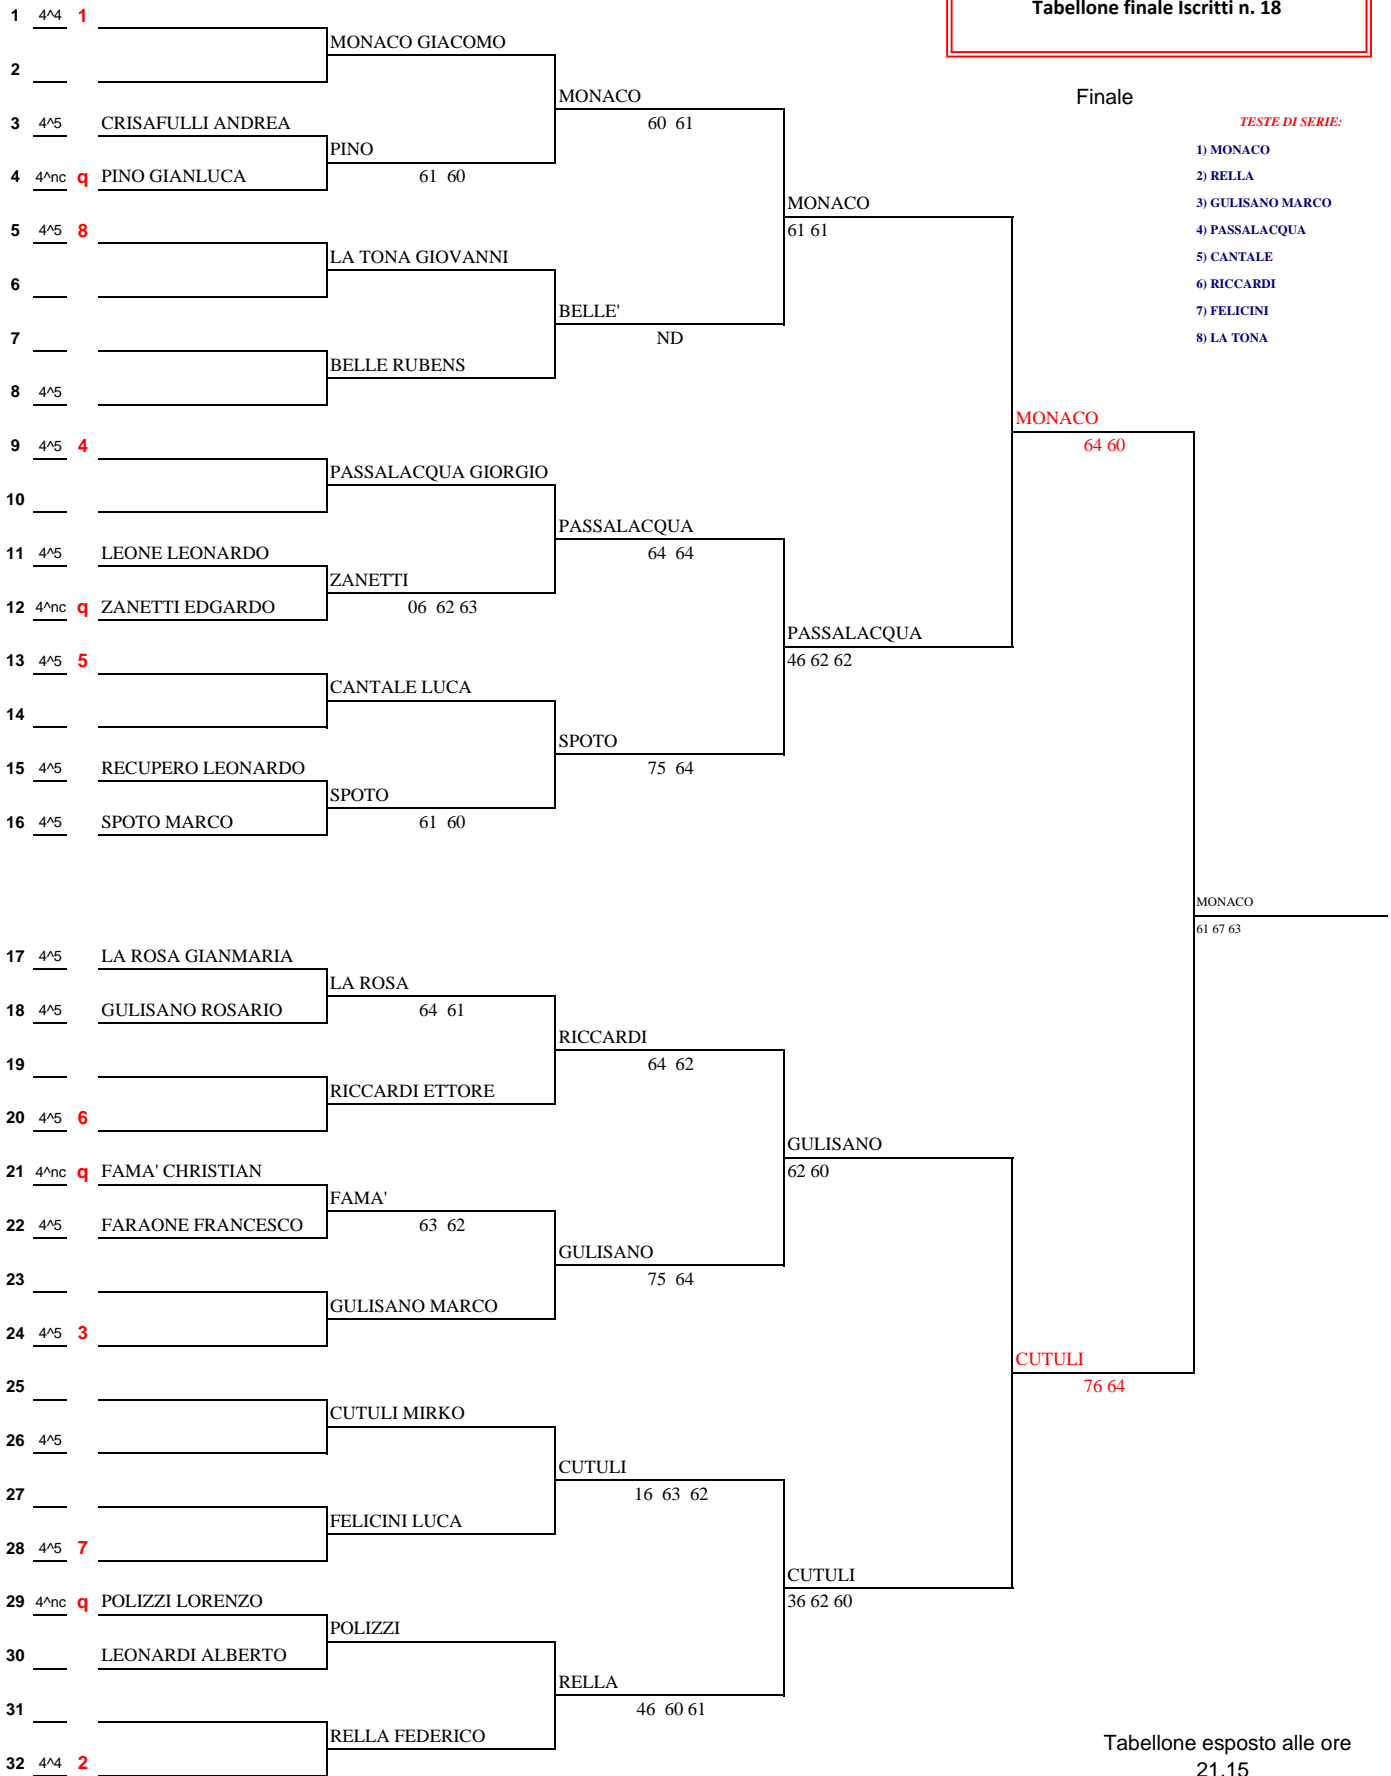 Tabellone finale Iscritti n. 18
1 4^4 1
MONACO GIACOMO
2
MONACO
Finale
3 4^5 CRISAFULLI ANDREA
60 61
TESTE DI SERIE:
PINO
1) MONACO
4 4^nc q PINO GIANLUCA
61 60
2) RELLA
MONACO
3) GULISANO MARCO
5 4^5 8
61 61
4) PASSALACQUA
LA TONA GIOVANNI
5) CANTALE
6
6) RICCARDI
BELLE'
7) FELICINI
7
ND
8) LA TONA
BELLE RUBENS
8 4^5
MONACO
9 4^5 4
64 60
PASSALACQUA GIORGIO
10
PASSALACQUA
11 4^5 LEONE LEONARDO
64 64
ZANETTI
12 4^nc q ZANETTI EDGARDO
06 62 63
PASSALACQUA
13 4^5 5
46 62 62
CANTALE LUCA
14
SPOTO
15 4^5 RECUPERO LEONARDO
75 64
SPOTO
16 4^5 SPOTO MARCO
61 60
MONACO
61 67 63
17 4^5 LA ROSA GIANMARIA
LA ROSA
18 4^5 GULISANO ROSARIO
64 61
RICCARDI
19
64 62
RICCARDI ETTORE
20 4^5 6
GULISANO
21 4^nc q FAMA' CHRISTIAN
62 60
FAMA'
22 4^5 FARAONE FRANCESCO
63 62
GULISANO
23
75 64
GULISANO MARCO
24 4^5 3
CUTULI
25
76 64
CUTULI MIRKO
26 4^5
CUTULI
27
16 63 62
FELICINI LUCA
28 4^5 7
CUTULI
29 4^nc q POLIZZI LORENZO
36 62 60
POLIZZI
30 LEONARDI ALBERTO
RELLA
31
46 60 61
RELLA FEDERICO
Tabellone esposto alle ore
32 4^4 2
21.15